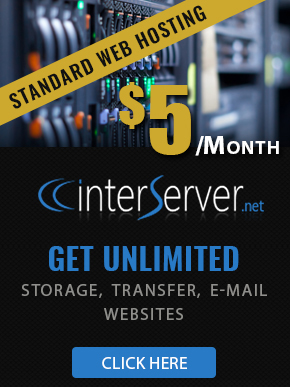 STANDARD WEB HOSTING
$5/MONTH
interServer.net
GET UNLIMITED
STORAGE, TRANSFER, E-MAIL
WEBSITES
CLICK HERE